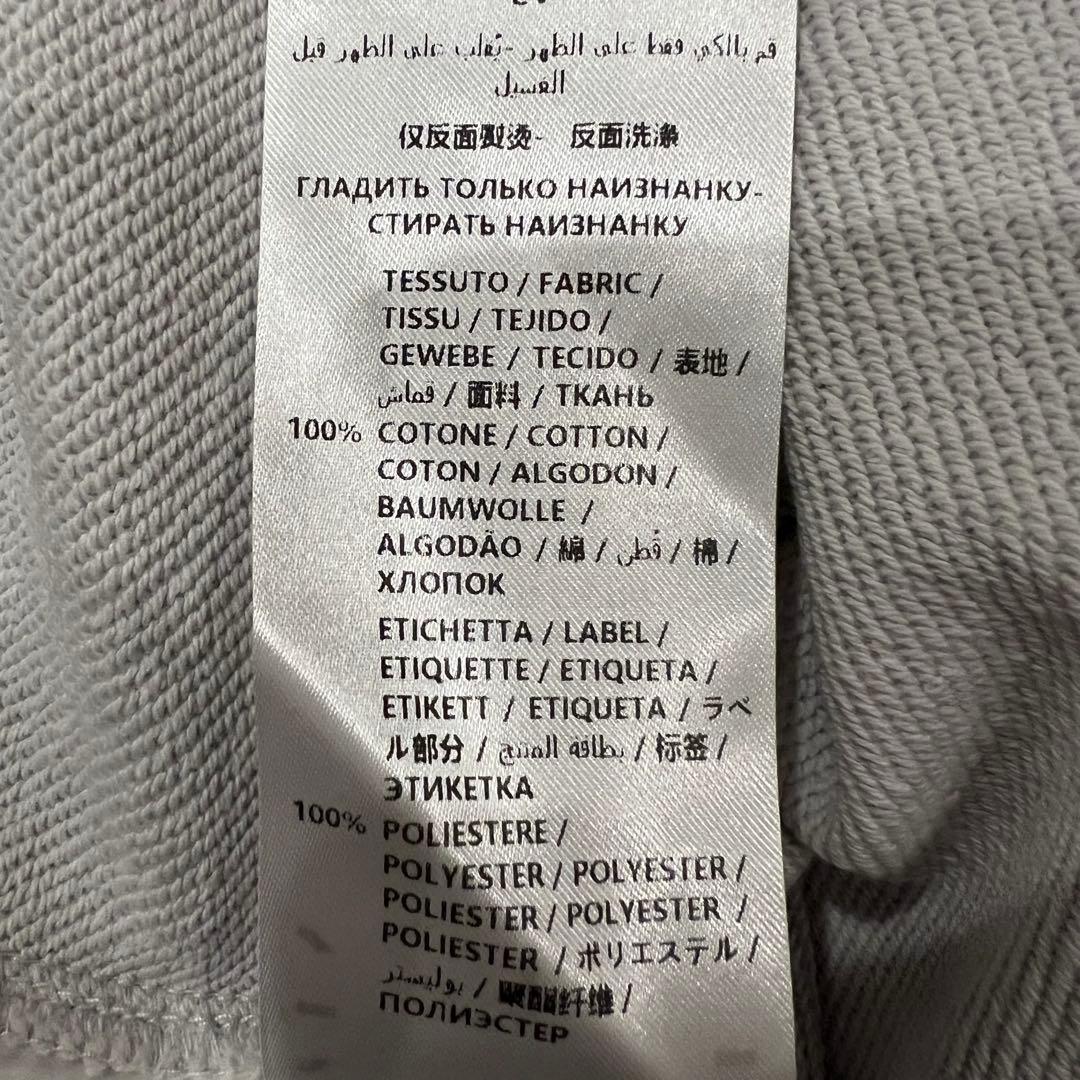 قم بالكي فقط على الظهر -يُقلب على الظهر قبل
الغسيل
仅反面熨烫- 反面洗涤
ГЛАДИТЬ ТОЛЬКО НАИЗНАНКУ-
СТИРАТЬ НАИЗНАНКУ
TESSUTO / FABRIC /
TISSU / TEJIDO /
GEWEBE / TECIDO / 表地 /
قماش / 面料 / ТКАНЬ
100% COTONE / COTTON /
COTON / ALGODON /
BAUMWOLLE /
ALGODÃO / 綿 / قطن / 棉 /
ХЛОПОК
ETICHETTA / LABEL /
ETIQUETTE / ETIQUETA /
ETIKETT / ETIQUETA / ラベ
ル部分 / بطاقة المنتج / 标签 /
ЭТИКЕТКА
100% POLIESTERE /
POLYESTER / POLYESTER /
POLIESTER / POLYESTER /
POLIESTER / ポリエステル /
بوليستر / 聚酯纤维 /
ПОЛИЭСТЕР